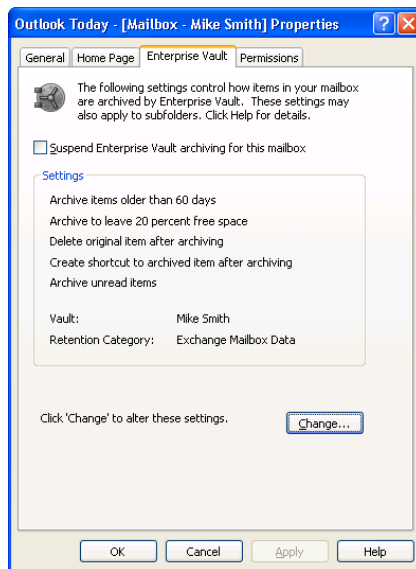 Outlook Today - [Mailbox - Mike Smith] Properties
General Home Page Enterprise Vault Permissions
The following settings control how items in your mailbox
are archived by Enterprise Vault. These settings may
also apply to subfolders. Click Help for details.
Suspend Enterprise Vault archiving for this mailbox
Settings
Archive items older than 60 days
Archive to leave 20 percent free space
Delete original item after archiving
Create shortcut to archived item after archiving
Archive unread items
Vault: Mike Smith
Retention Category: Exchange Mailbox Data
Click 'Change' to alter these settings. Change...
OK Cancel Apply Help